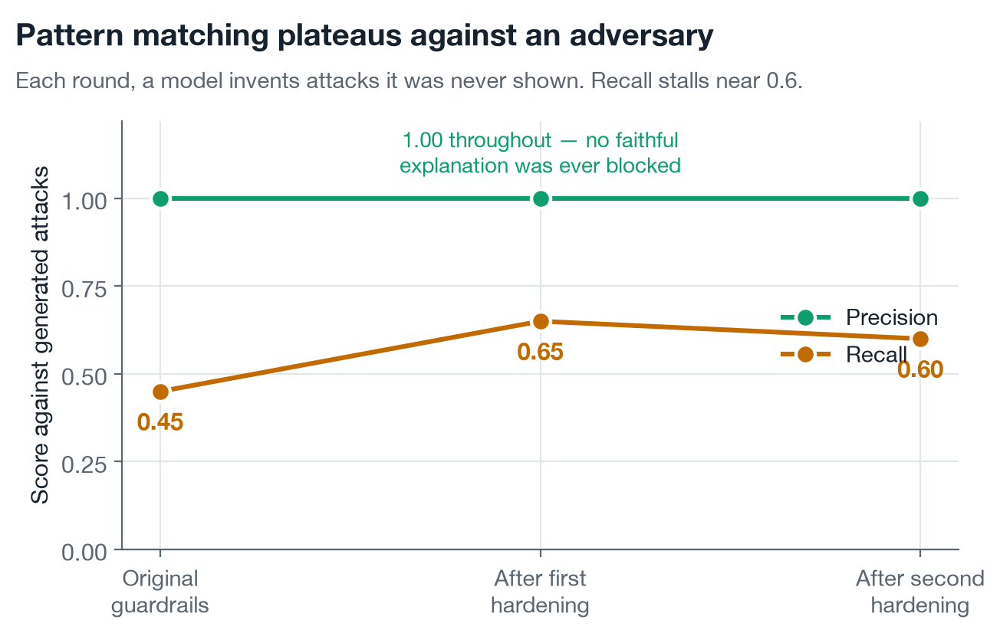 Pattern matching plateaus against an adversary
Each round, a model invents attacks it was never shown. Recall stalls near 0.6.
1.00 throughout — no faithful
explanation was ever blocked
Score against generated attacks
1.00
0.75
0.50
0.25
0.00
0.45
0.65
0.60
Precision
Recall
Original
guardrails
After first
hardening
After second
hardening